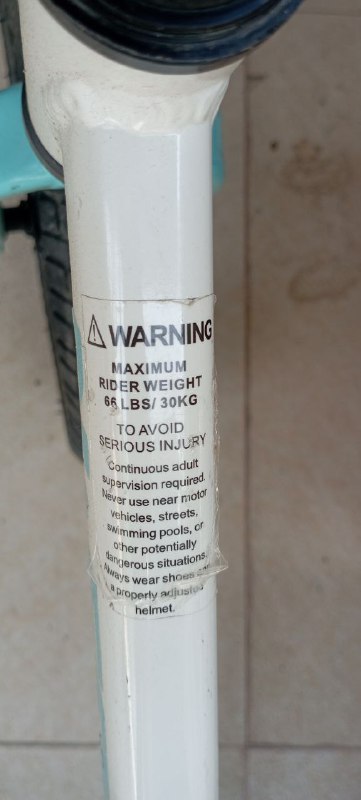 ⚠ WARNING
MAXIMUM
RIDER WEIGHT
66 LBS/ 30KG
TO AVOID
SERIOUS INJURY
Continuous adult
supervision required.
Never use near motor
vehicles, streets,
swimming pools, or
other potentially
dangerous situations.
Always wear shoes
a properly adjusted
helmet.